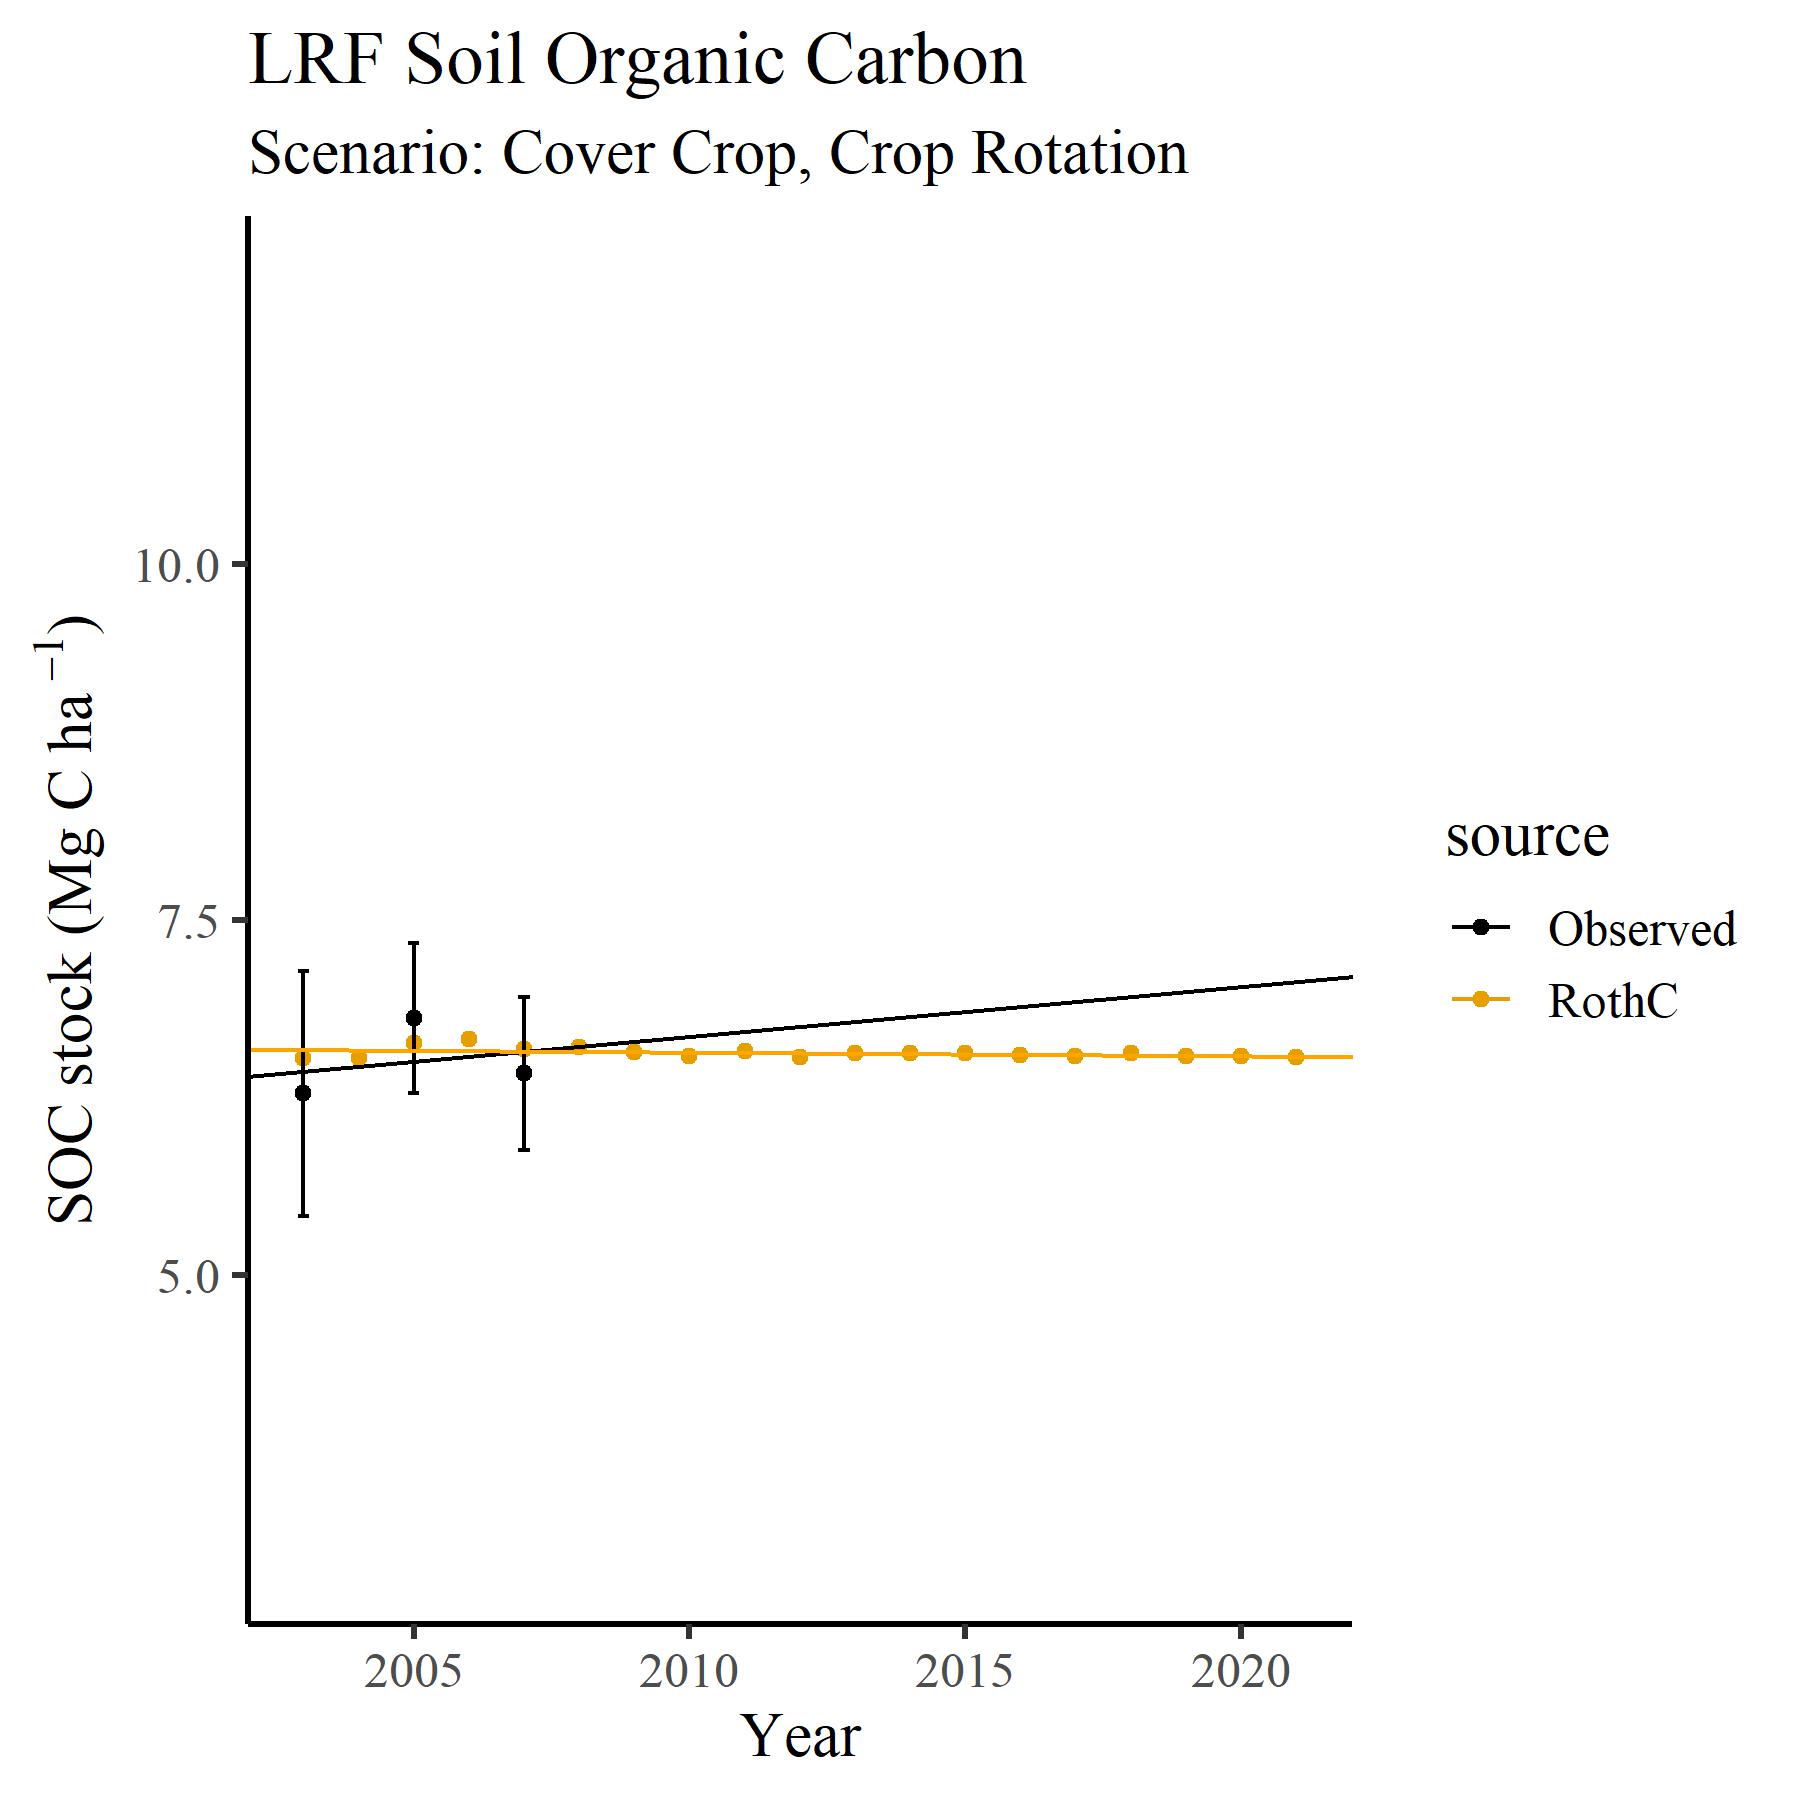 LRF Soil Organic Carbon
Scenario: Cover Crop, Crop Rotation
10.0
7.5
5.0
SOC stock (Mg C ha⁻¹)
2005 2010 2015 2020
Year
source
Observed
RothC